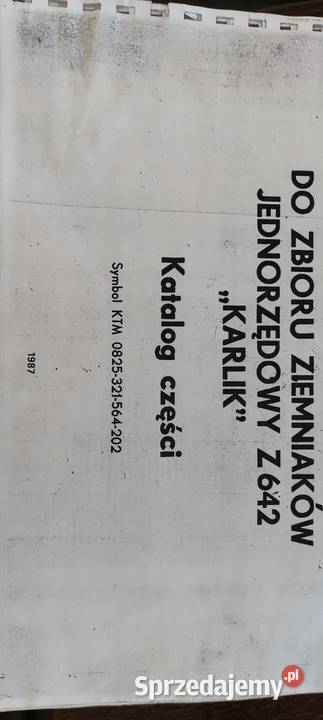 DO ZBIORU ZIEMNIAKÓW
JEDNORZĘDOWY Z 642
„KARLIK”
Katalog części
Symbol KTM 0825-321-564-202
1987
Sprzedajemy.pl